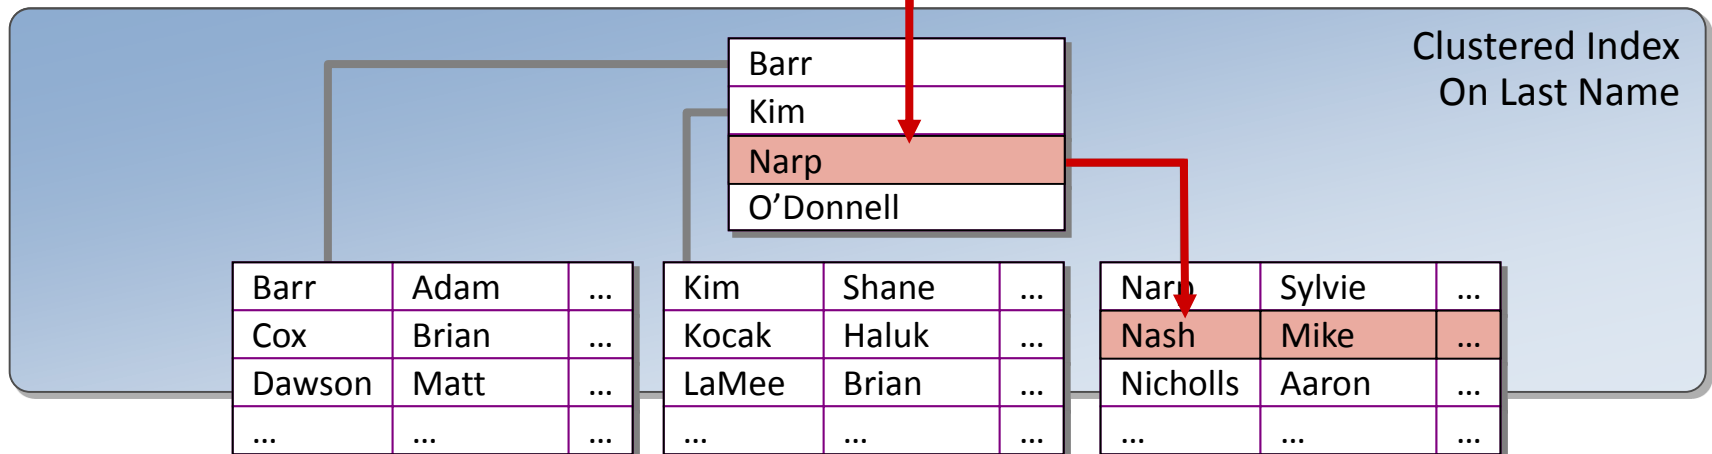 Clustered Index
On Last Name
Barr
Kim
Narp
O’Donnell
Barr Adam ...
Cox Brian ...
Dawson Matt ...
... ... ...
Kim Shane ...
Kocak Haluk ...
LaMee Brian ...
... ... ...
Narp Sylvie ...
Nash Mike ...
Nicholls Aaron ...
... ... ...